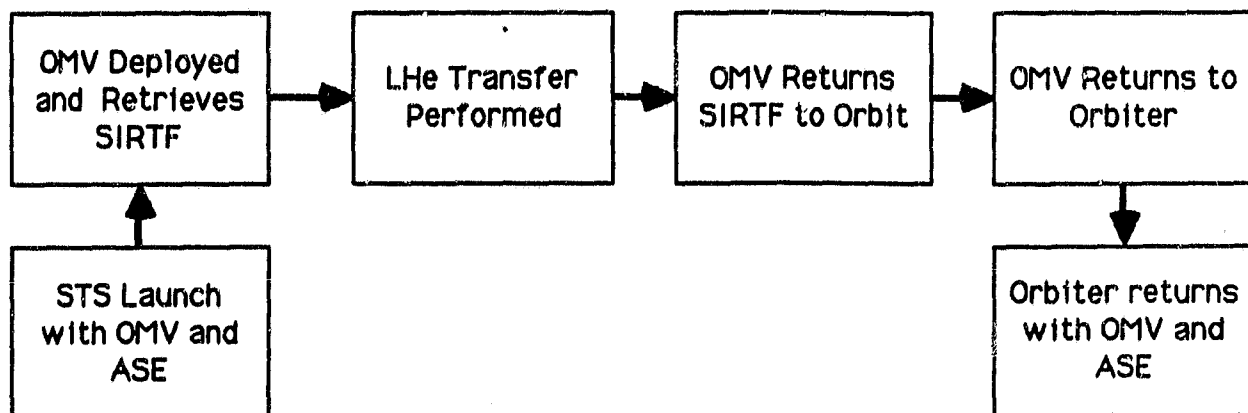 STS Launch
with OMV and
ASE
OMV Deployed
and Retrieves
SIRTF
LHe Transfer
Performed
OMV Returns
SIRTF to Orbit
OMV Returns to
Orbiter
Orbiter returns
with OMV and
ASE